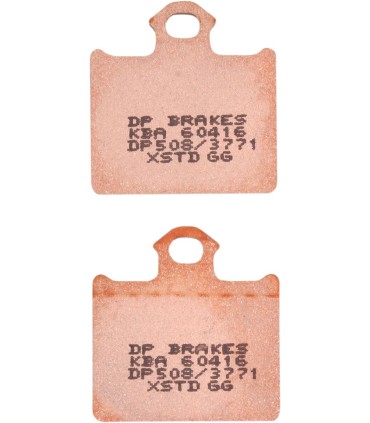 DP BRAKES
KBA 60416
DP508/3771
XSTD GG
DP BRAKES
KBA 60416
DP508/3771
XSTD GG